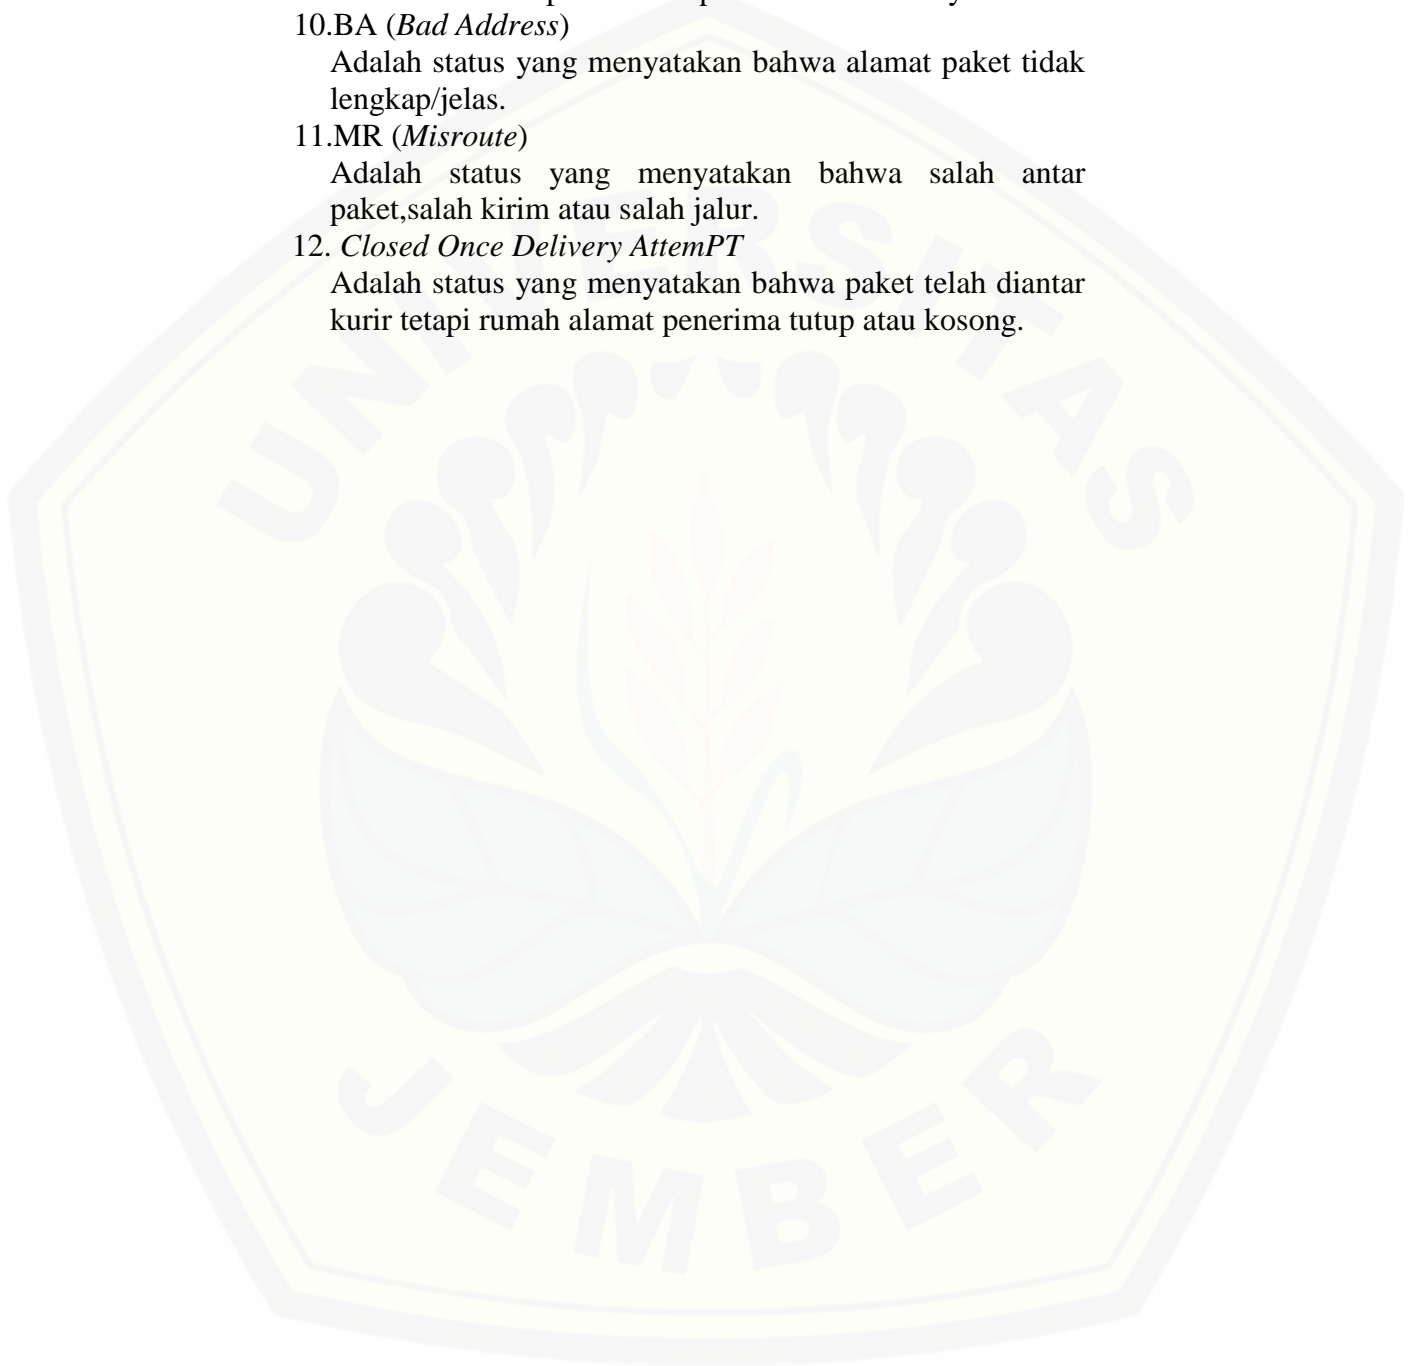 10.BA (Bad Address)
Adalah status yang menyatakan bahwa alamat paket tidak
lengkap/jelas.
11.MR (Misroute)
Adalah status yang menyatakan bahwa salah antar
paket,salah kirim atau salah jalur.
12. Closed Once Delivery AttemPT
Adalah status yang menyatakan bahwa paket telah diantar
kurir tetapi rumah alamat penerima tutup atau kosong.
UNIVERSITAS
JEMBER